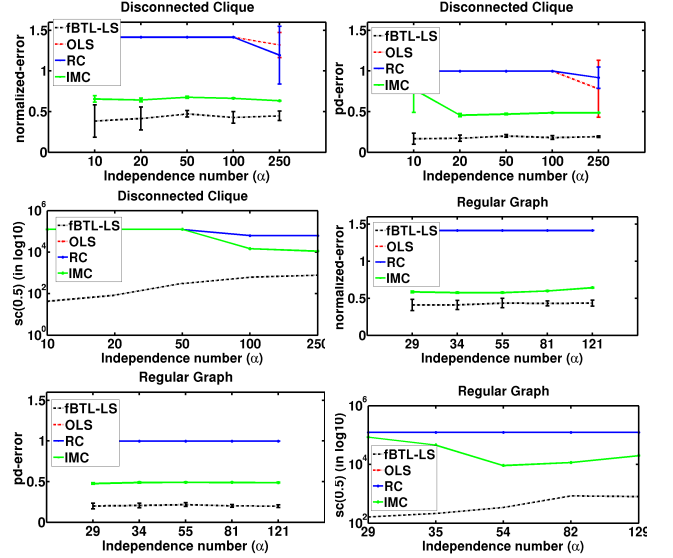 Disconnected Clique
normalized-error
1.5
1
0.5
0
fBTL-LS
OLS
RC
IMC
10 20 50 100 250
Independence number (α)
Disconnected Clique
pd-error
1.5
1
0.5
0
fBTL-LS
OLS
RC
IMC
10 20 50 100 250
Independence number (α)
Disconnected Clique
sc(0.5) (in log10)
10^6
10^4
10^2
10^0
fBTL-LS
OLS
RC
IMC
10 20 50 100 250
Independence number (α)
Regular Graph
normalized-error
1.5
1
0.5
0
fBTL-LS
OLS
RC
IMC
29 34 55 81 121
Independence number (α)
Regular Graph
pd-error
1.5
1
0.5
0
fBTL-LS
OLS
RC
IMC
29 34 55 81 121
Independence number (α)
Regular Graph
sc(0.5) (in log10)
10^6
10^4
10^2
fBTL-LS
OLS
RC
IMC
29 35 54 82 129
Independence number (α)